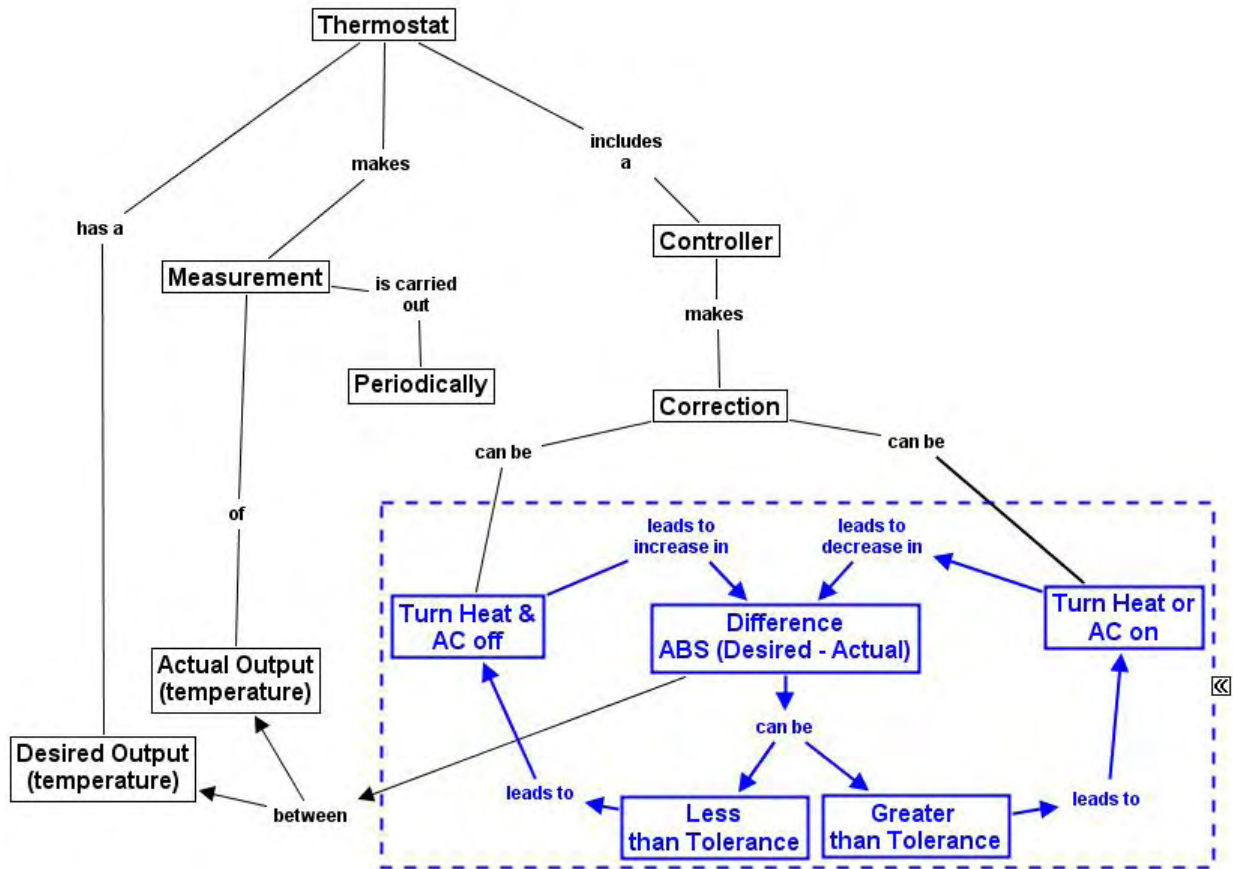 Thermostat
includes
a
makes
has a
Controller
Measurement
is carried
out
makes
Periodically
Correction
can be
can be
of
leads to
increase in
leads to
decrease in
Turn Heat &
AC off
Difference
ABS (Desired - Actual)
Turn Heat or
AC on
Actual Output
(temperature)
can be
Desired Output
(temperature)
leads to
leads to
between
Less
than Tolerance
Greater
than Tolerance